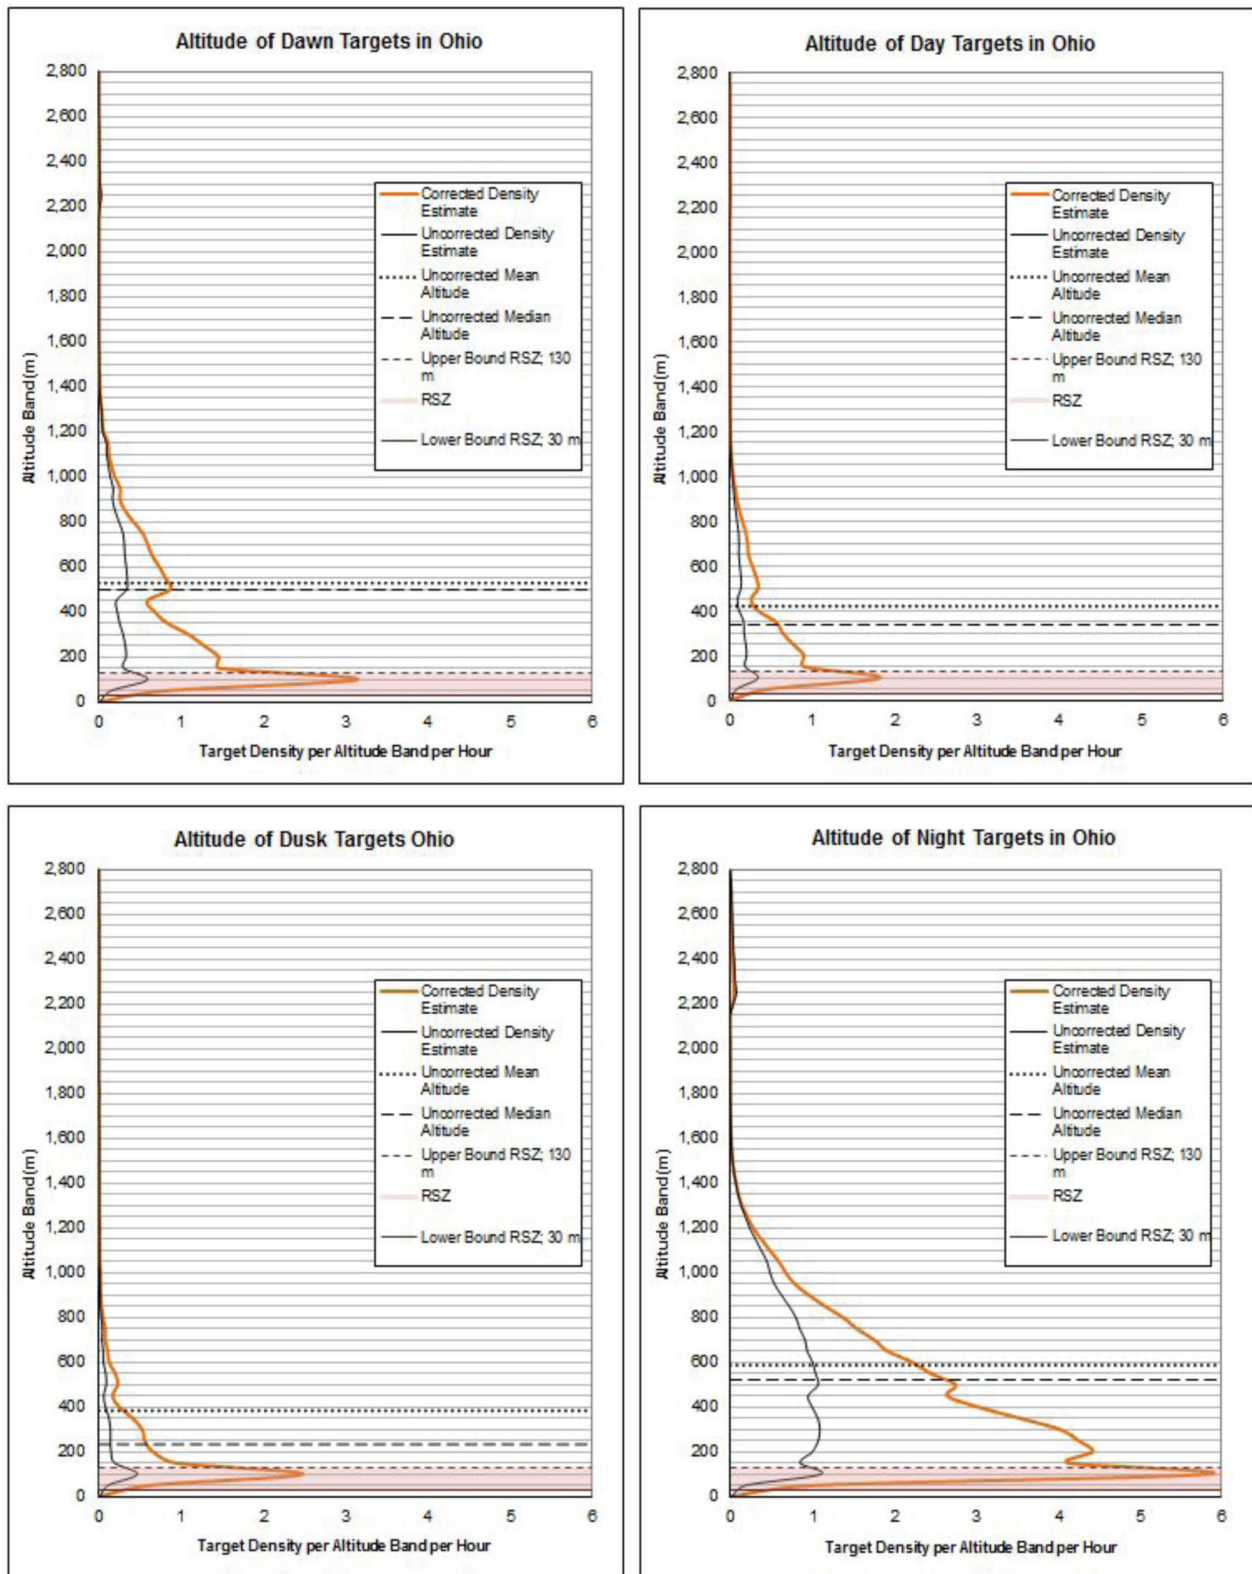 Altitude of Dawn Targets in Ohio
2,800
2,600
2,400
2,200
2,000
1,800
1,600
1,400
1,200
1,000
800
600
400
200
0
Altitude Band(m)
Corrected Density
Estimate
Uncorrected Density
Estimate
Uncorrected Mean
Altitude
Uncorrected Median
Altitude
Upper Bound RSZ; 130
m
RSZ
Lower Bound RSZ; 30 m
0 1 2 3 4 5 6
Target Density per Altitude Band per Hour
Altitude of Day Targets in Ohio
2,800
2,600
2,400
2,200
2,000
1,800
1,600
1,400
1,200
1,000
800
600
400
200
0
Altitude Band(m)
Corrected Density
Estimate
Uncorrected Density
Estimate
Uncorrected Mean
Altitude
Uncorrected Median
Altitude
Upper Bound RSZ; 130
m
RSZ
Lower Bound RSZ; 30 m
0 1 2 3 4 5 6
Target Density per Altitude Band per Hour
Altitude of Dusk Targets Ohio
2,800
2,600
2,400
2,200
2,000
1,800
1,600
1,400
1,200
1,000
800
600
400
200
0
Altitude Band(m)
Corrected Density
Estimate
Uncorrected Density
Estimate
Uncorrected Mean
Altitude
Uncorrected Median
Altitude
Upper Bound RSZ; 130
m
RSZ
Lower Bound RSZ; 30 m
0 1 2 3 4 5 6
Target Density per Altitude Band per Hour
Altitude of Night Targets in Ohio
2,800
2,600
2,400
2,200
2,000
1,800
1,600
1,400
1,200
1,000
800
600
400
200
0
Altitude Band(m)
Corrected Density
Estimate
Uncorrected Density
Estimate
Uncorrected Mean
Altitude
Uncorrected Median
Altitude
Upper Bound RSZ; 130
m
RSZ
Lower Bound RSZ; 30 m
0 1 2 3 4 5 6
Target Density per Altitude Band per Hour